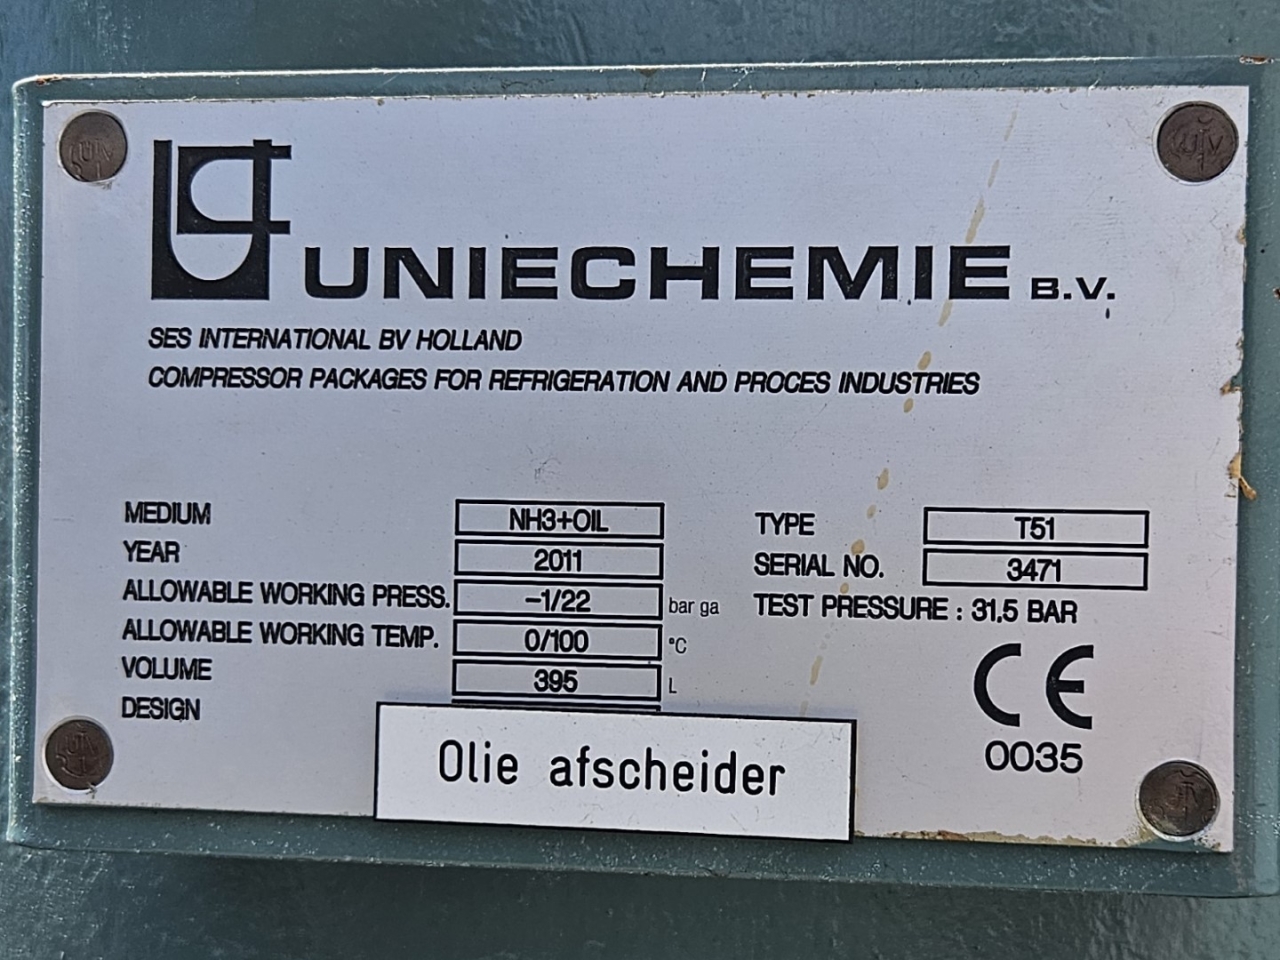 UNIECHEMIE B.V.
SES INTERNATIONAL BV HOLLAND
COMPRESSOR PACKAGES FOR REFRIGERATION AND PROCES INDUSTRIES
MEDIUM NH3+OIL TYPE T51
YEAR 2011 SERIAL NO. 3471
ALLOWABLE WORKING PRESS. -1/22 bar ga TEST PRESSURE : 31.5 BAR
ALLOWABLE WORKING TEMP. 0/100 °C
VOLUME 395 L
DESIGN
CE
0035
Olie afscheider